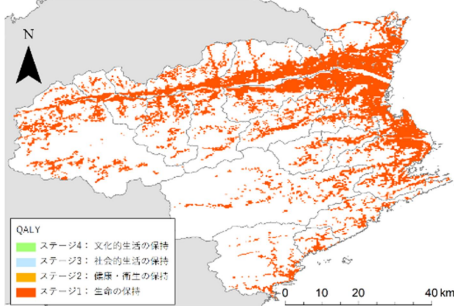 N
QALY
ステージ4： 文化的生活の保持
ステージ3： 社会的生活の保持
ステージ2： 健康・衛生の保持
ステージ1： 生命の保持
0 10 20 40 km